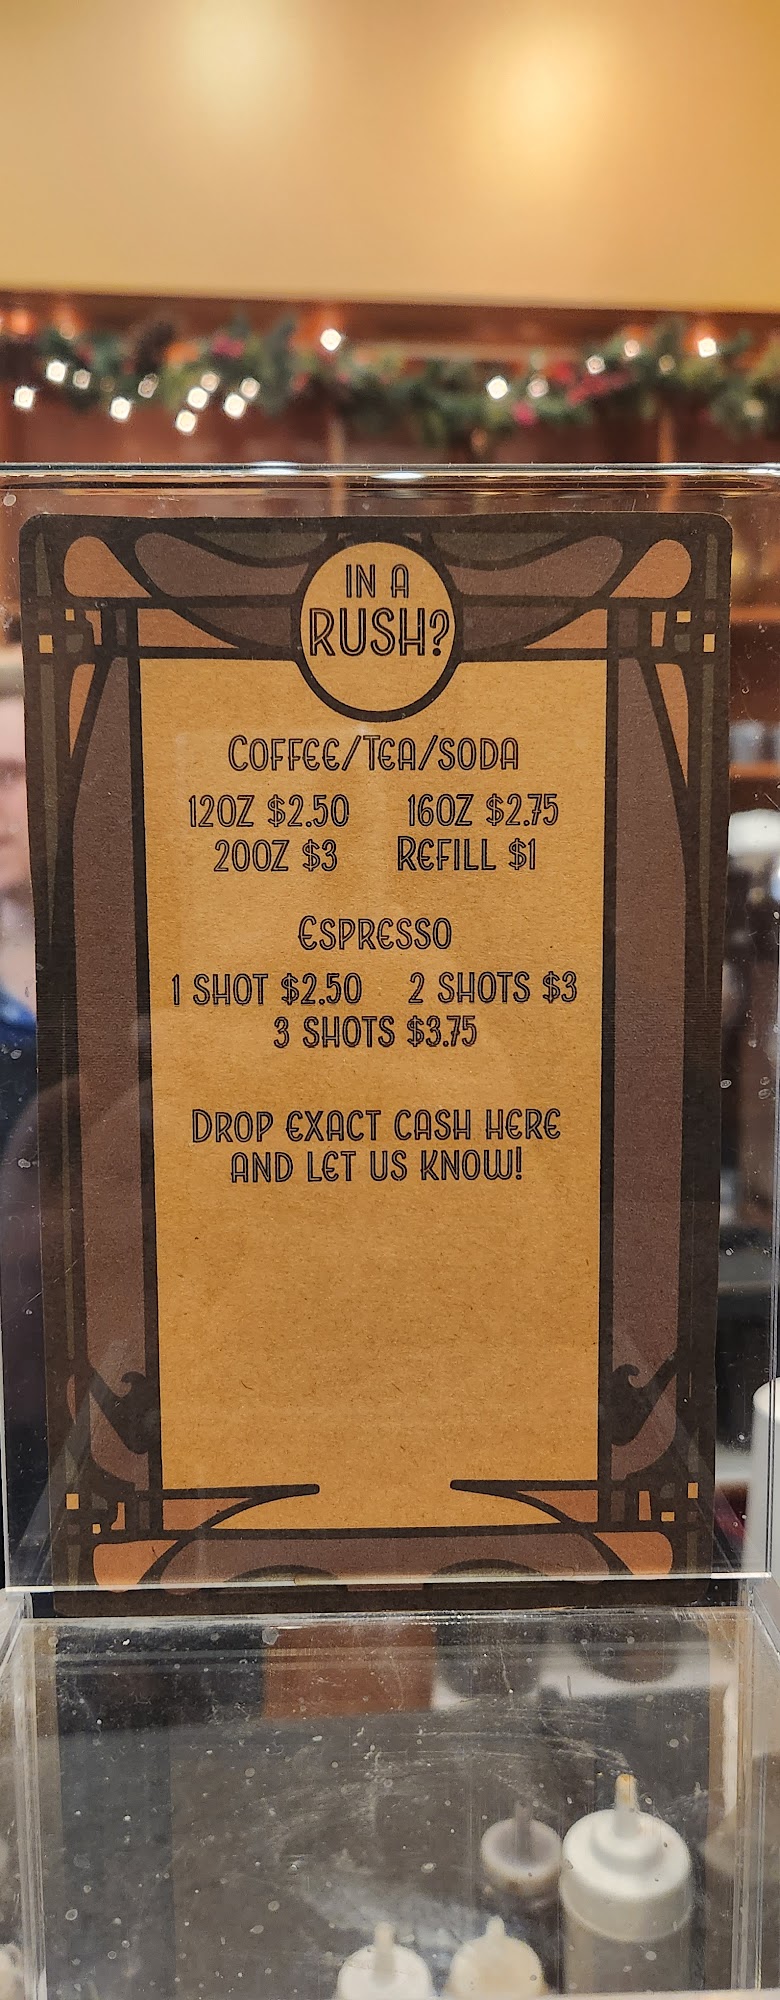 IN A
RUSH?
COFFEE/TEA/SODA
12OZ $2.50 16OZ $2.75
20OZ $3 REFILL $1
ESPRESSO
1 SHOT $2.50 2 SHOTS $3
3 SHOTS $3.75
DROP EXACT CASH HERE
AND LET US KNOW!